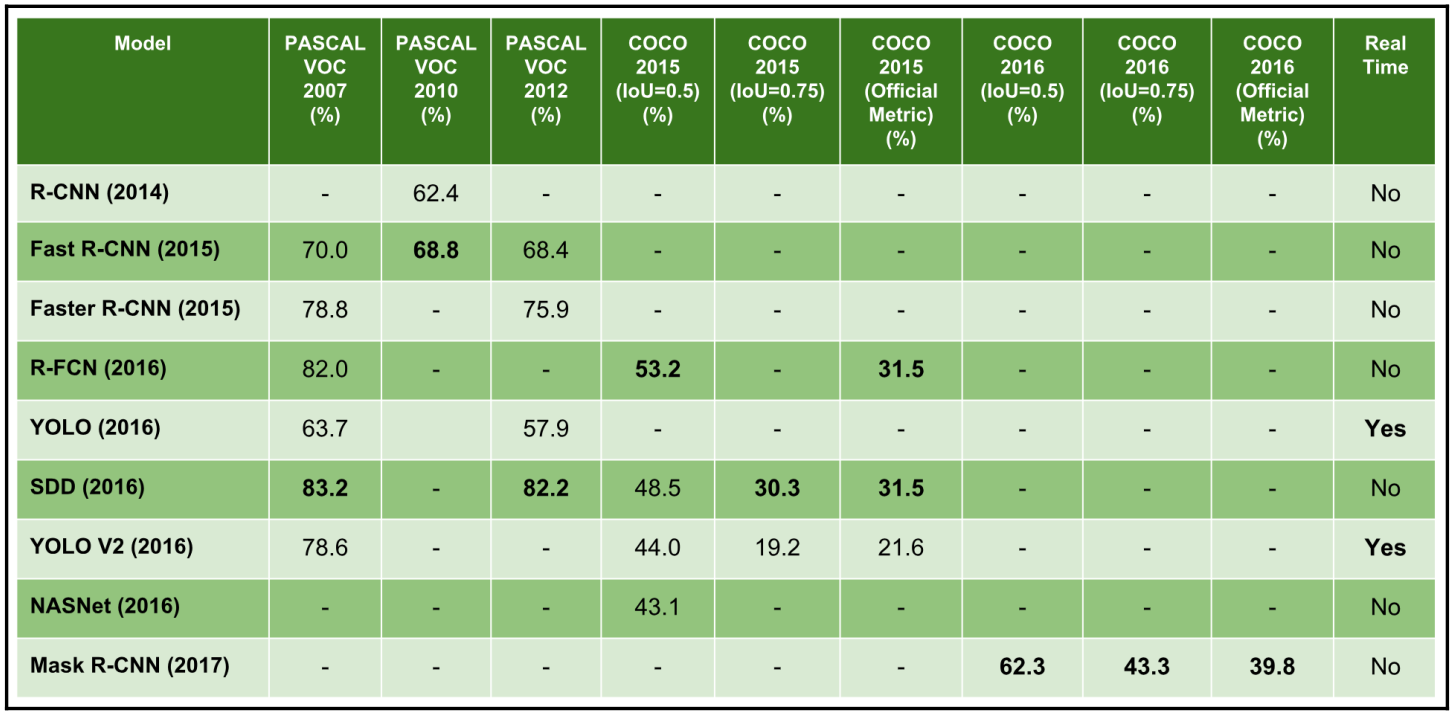 Model PASCAL VOC 2007 (%) PASCAL VOC 2010 (%) PASCAL VOC 2012 (%) COCO 2015 (IoU=0.5) (%) COCO 2015 (IoU=0.75) (%) COCO 2015 (Official Metric) (%) COCO 2016 (IoU=0.5) (%) COCO 2016 (IoU=0.75) (%) COCO 2016 (Official Metric) (%) Real Time
R-CNN (2014) - 62.4 - - - - - - - No
Fast R-CNN (2015) 70.0 68.8 68.4 - - - - - - No
Faster R-CNN (2015) 78.8 - 75.9 - - - - - - No
R-FCN (2016) 82.0 - - 53.2 - 31.5 - - - No
YOLO (2016) 63.7 57.9 - - - - - - Yes
SDD (2016) 83.2 - 82.2 48.5 30.3 31.5 - - - No
YOLO V2 (2016) 78.6 - - 44.0 19.2 21.6 - - - Yes
NASNet (2016) - - - 43.1 - - - - - No
Mask R-CNN (2017) - - - - - - 62.3 43.3 39.8 No